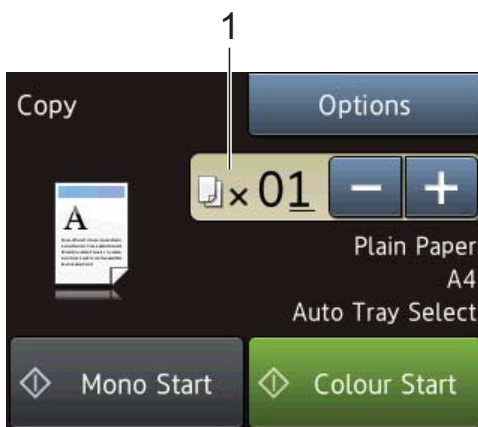 1
Copy
Options
×01
A
Plain Paper
A4
Auto Tray Select
Mono Start
Colour Start